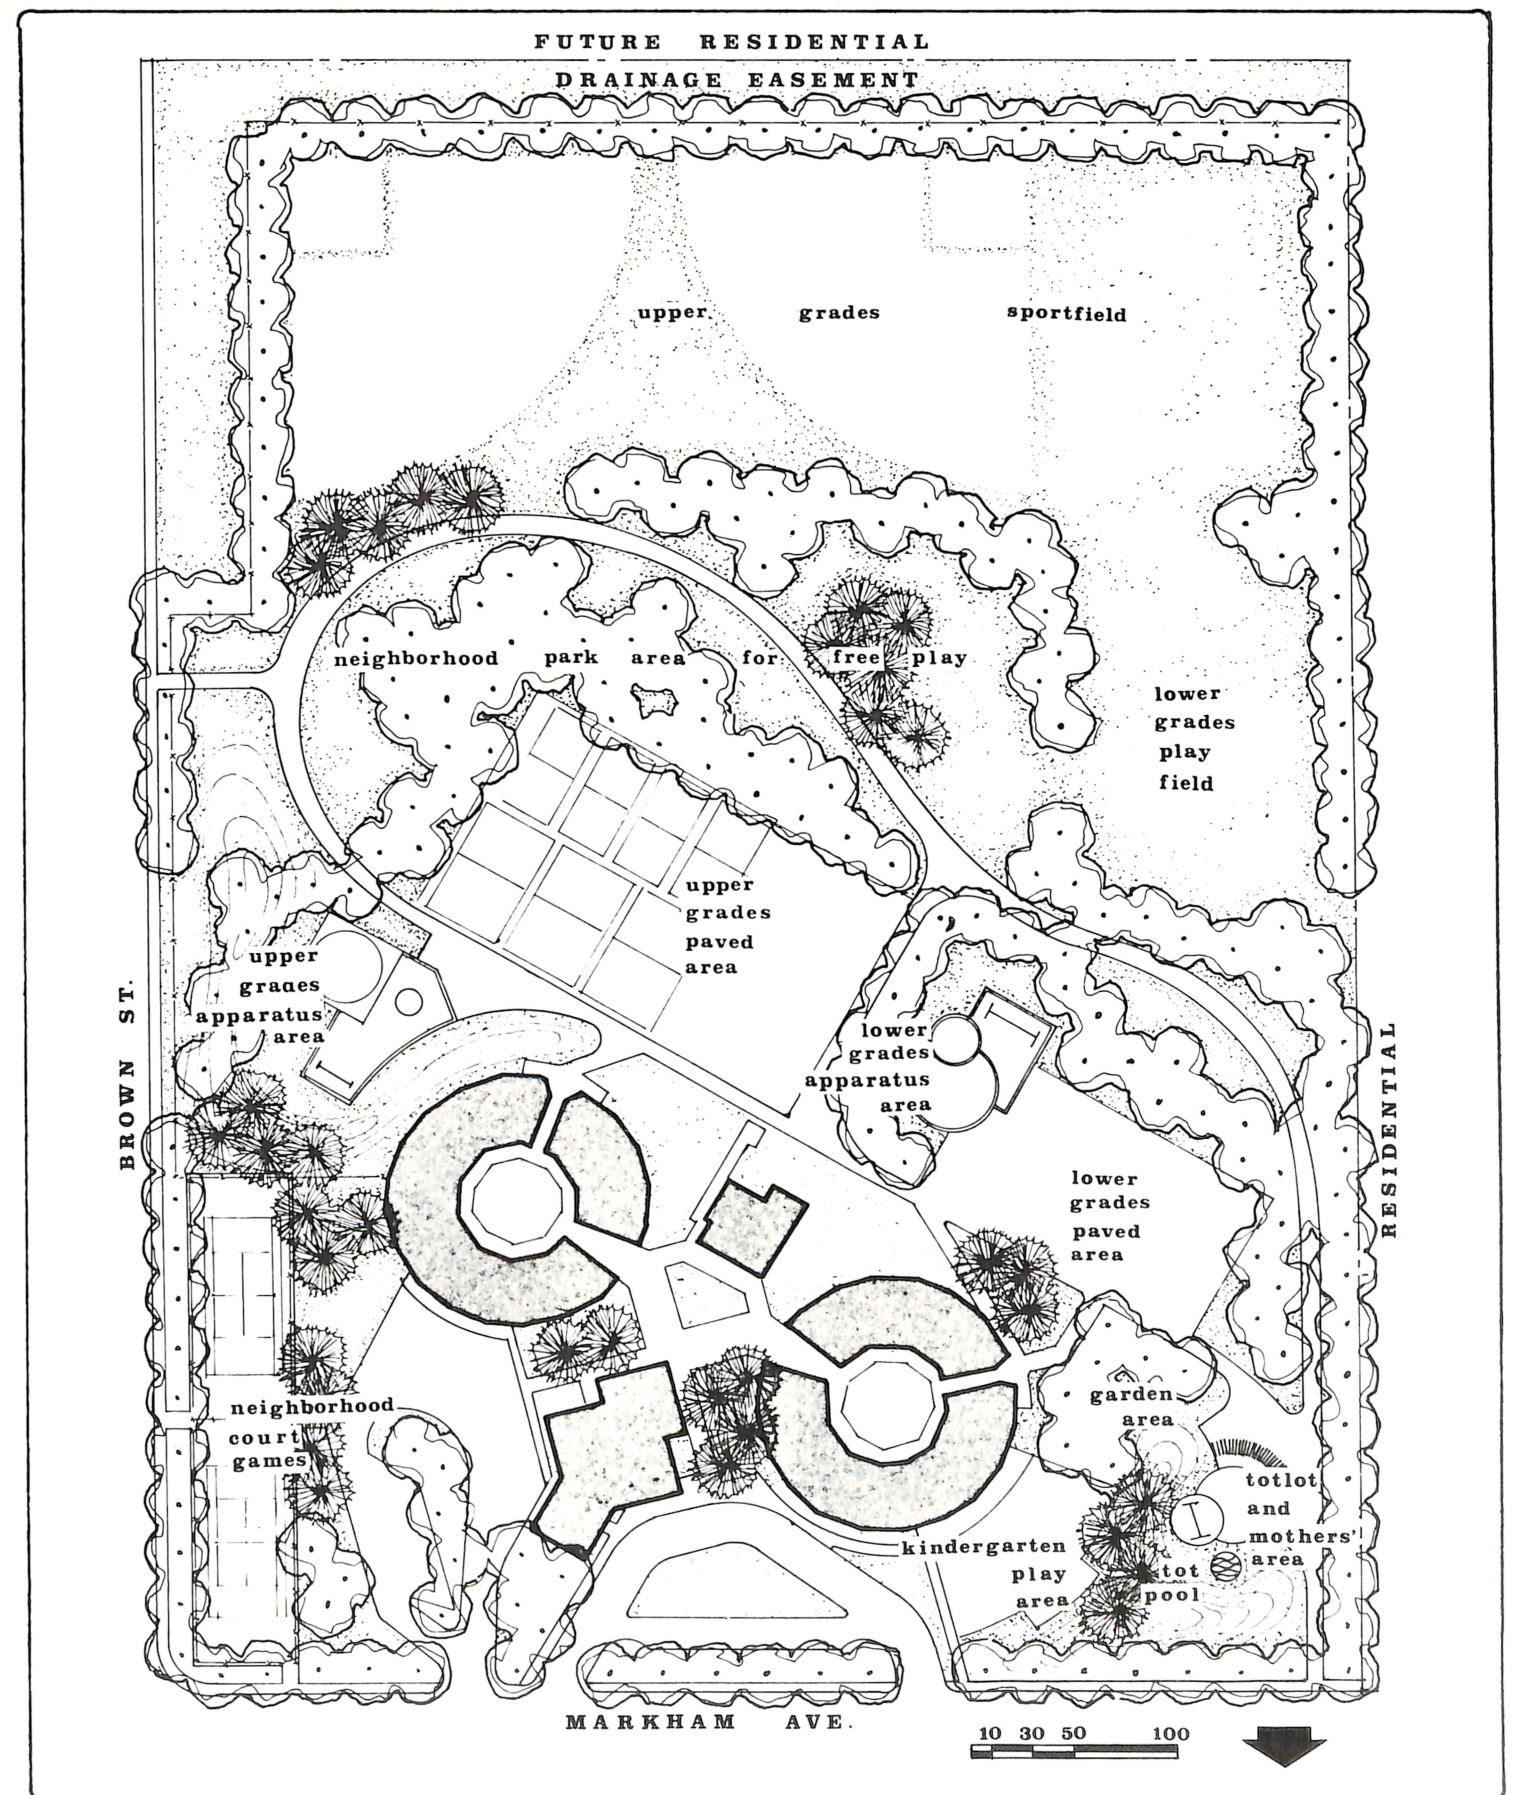 FUTURE RESIDENTIAL
DRAINAGE EASEMENT
upper grades sportfield
neighborhood park area for free play
lower
grades
play
field
upper
grades
paved
area
upper
grades
apparatus
area
lower
grades
apparatus
area
BROWN ST.
RESIDENTIAL
lower
grades
paved
area
neighborhood
court
games
garden
area
totlot
and
mothers'
area
kindergarten
play
area
tot
pool
MARKHAM AVE.
10 30 50 100